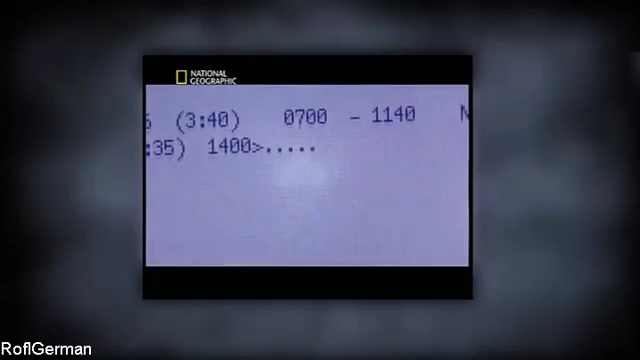 NATIONAL
GEOGRAPHIC
(3:40) 0700 - 1140 N
:35) 1400>.....
RoflGerman